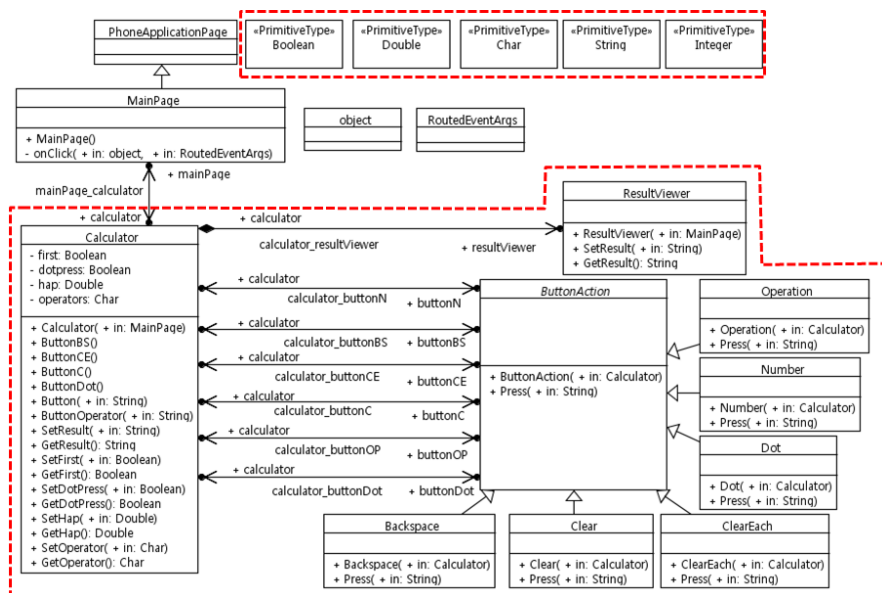 PhoneApplicationPage
«PrimitiveType»
Boolean
«PrimitiveType»
Double
«PrimitiveType»
Char
«PrimitiveType»
String
«PrimitiveType»
Integer
MainPage
+ MainPage()
- onClick( + in: object, + in: RoutedEventArgs)
object
RoutedEventArgs
+ mainPage
mainPage_calculator
+ calculator
Calculator
- first: Boolean
- dotpress: Boolean
- hap: Double
- operators: Char
+ Calculator( + in: MainPage)
+ ButtonBS()
+ ButtonCE()
+ ButtonC()
+ ButtonDot()
+ Button( + in: String)
+ ButtonOperator( + in: String)
+ SetResult( + in: String)
+ GetResult(): String
+ SetFirst( + in: Boolean)
+ GetFirst(): Boolean
+ SetDotPress( + in: Boolean)
+ GetDotPress(): Boolean
+ SetHap( + in: Double)
+ GetHap(): Double
+ SetOperator( + in: Char)
+ GetOperator(): Char
+ calculator
calculator_resultViewer
+ resultViewer
ResultViewer
+ ResultViewer( + in: MainPage)
+ SetResult( + in: String)
+ GetResult(): String
+ calculator
calculator_buttonN
+ buttonN
+ calculator
calculator_buttonBS
+ buttonBS
+ calculator
calculator_buttonCE
+ buttonCE
+ calculator
calculator_buttonC
+ buttonC
+ calculator
calculator_buttonOP
+ buttonOP
+ calculator
calculator_buttonDot
+ buttonDot
ButtonAction
+ ButtonAction( + in: Calculator)
+ Press( + in: String)
Operation
+ Operation( + in: Calculator)
+ Press( + in: String)
Number
+ Number( + in: Calculator)
+ Press( + in: String)
Dot
+ Dot( + in: Calculator)
+ Press( + in: String)
Backspace
+ Backspace( + in: Calculator)
+ Press( + in: String)
Clear
+ Clear( + in: Calculator)
+ Press( + in: String)
ClearEach
+ ClearEach( + in: Calculator)
+ Press( + in: String)